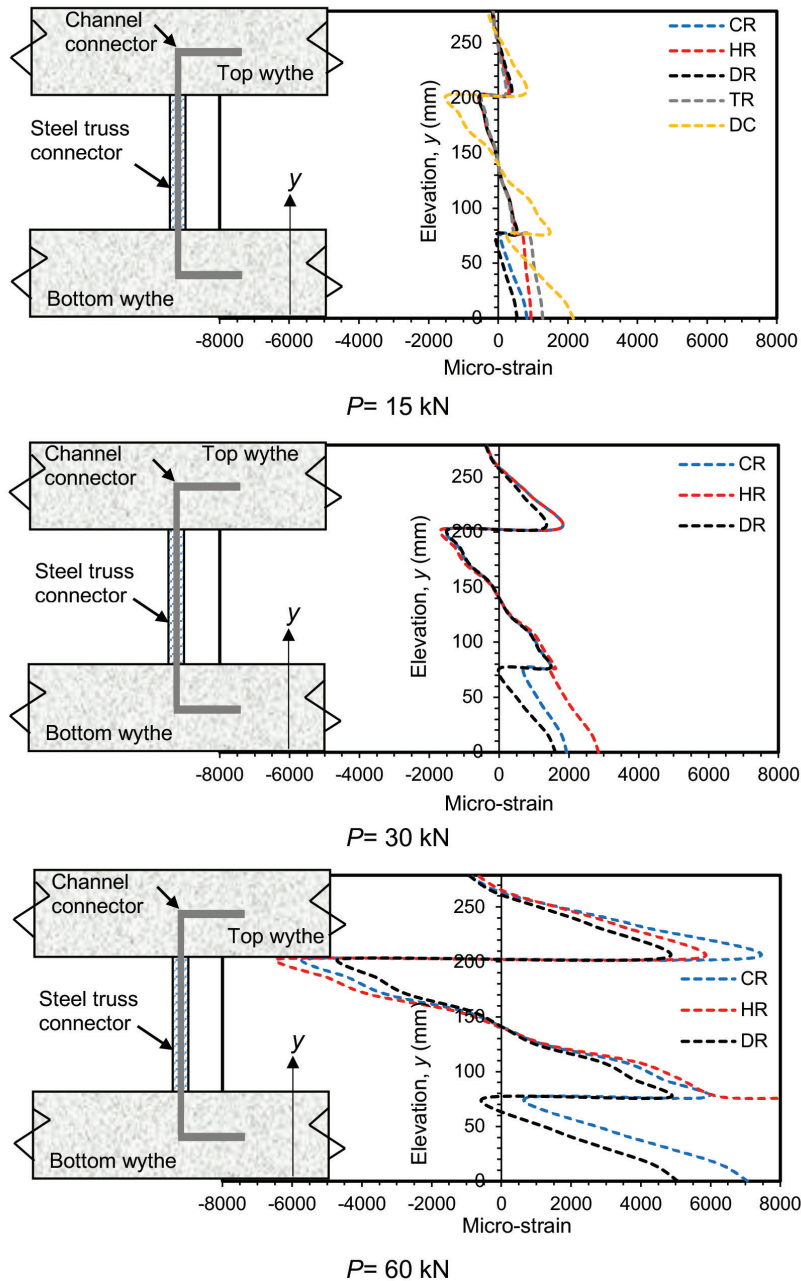 Channel
connector
Top wythe
Steel truss
connector
y
Bottom wythe
Elevation, y (mm)
250
200
150
100
50
0
CR
HR
DR
TR
DC
-8000 -6000 -4000 -2000 0 2000 4000 6000 8000
Micro-strain
P= 15 kN
Channel
connector
Top wythe
Steel truss
connector
y
Bottom wythe
Elevation, y (mm)
250
200
150
100
50
0
CR
HR
DR
-8000 -6000 -4000 -2000 0 2000 4000 6000 8000
Micro-strain
P= 30 kN
Channel
connector
Top wythe
Steel truss
connector
y
Bottom wythe
Elevation, y (mm)
250
200
150
100
50
0
CR
HR
DR
-8000 -6000 -4000 -2000 0 2000 4000 6000 8000
Micro-strain
P= 60 kN